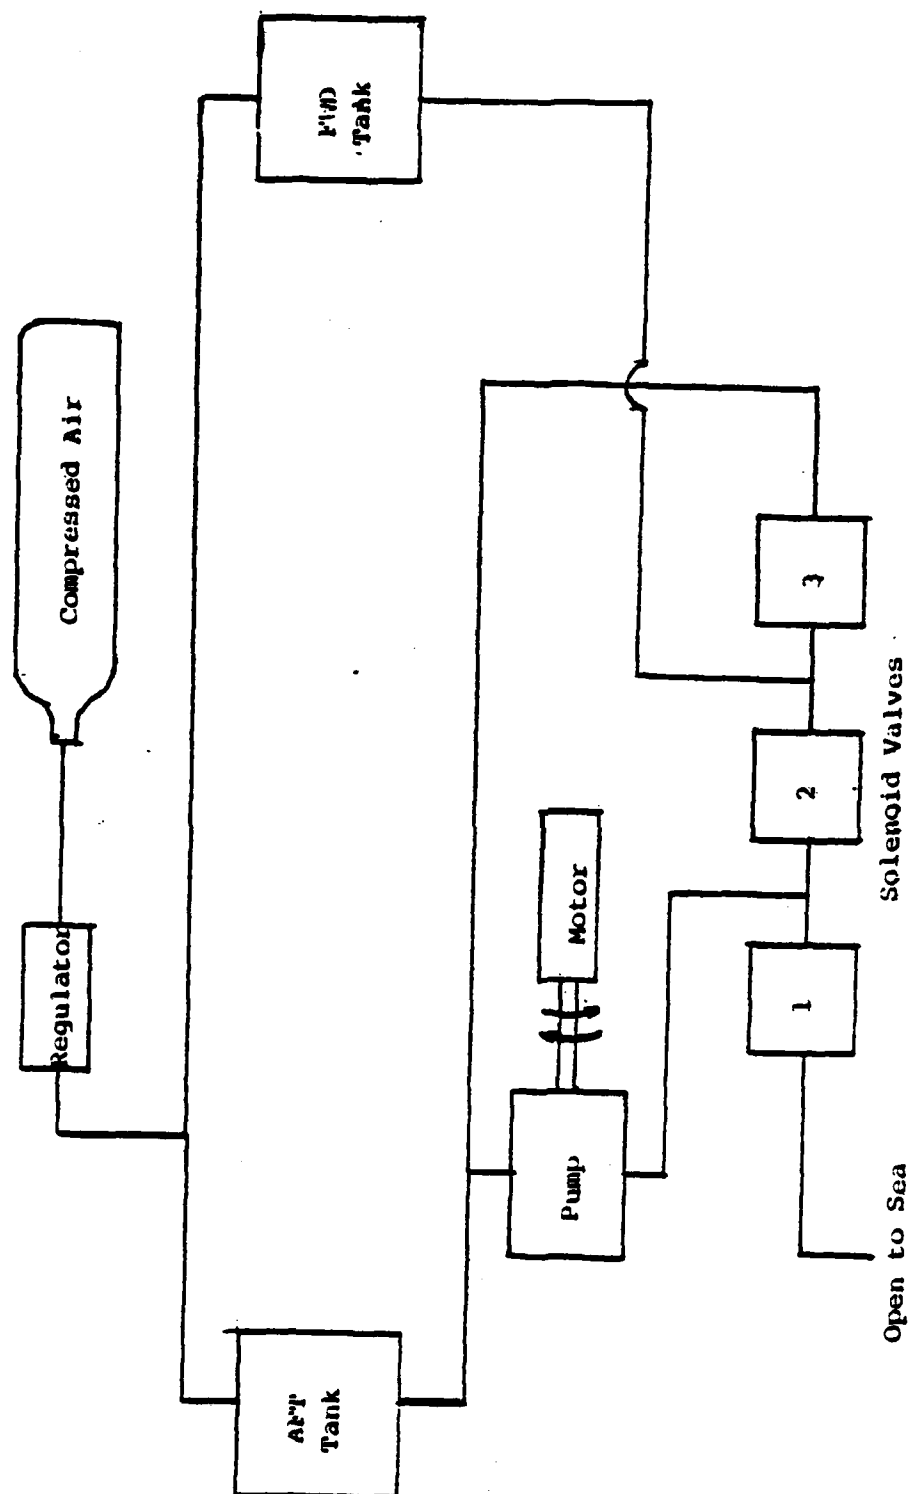 FWD
Tank
Compressed Air
Regulator
Motor
Pump
AFT
Tank
3
2
1
Solenoid Valves
Open to Sea